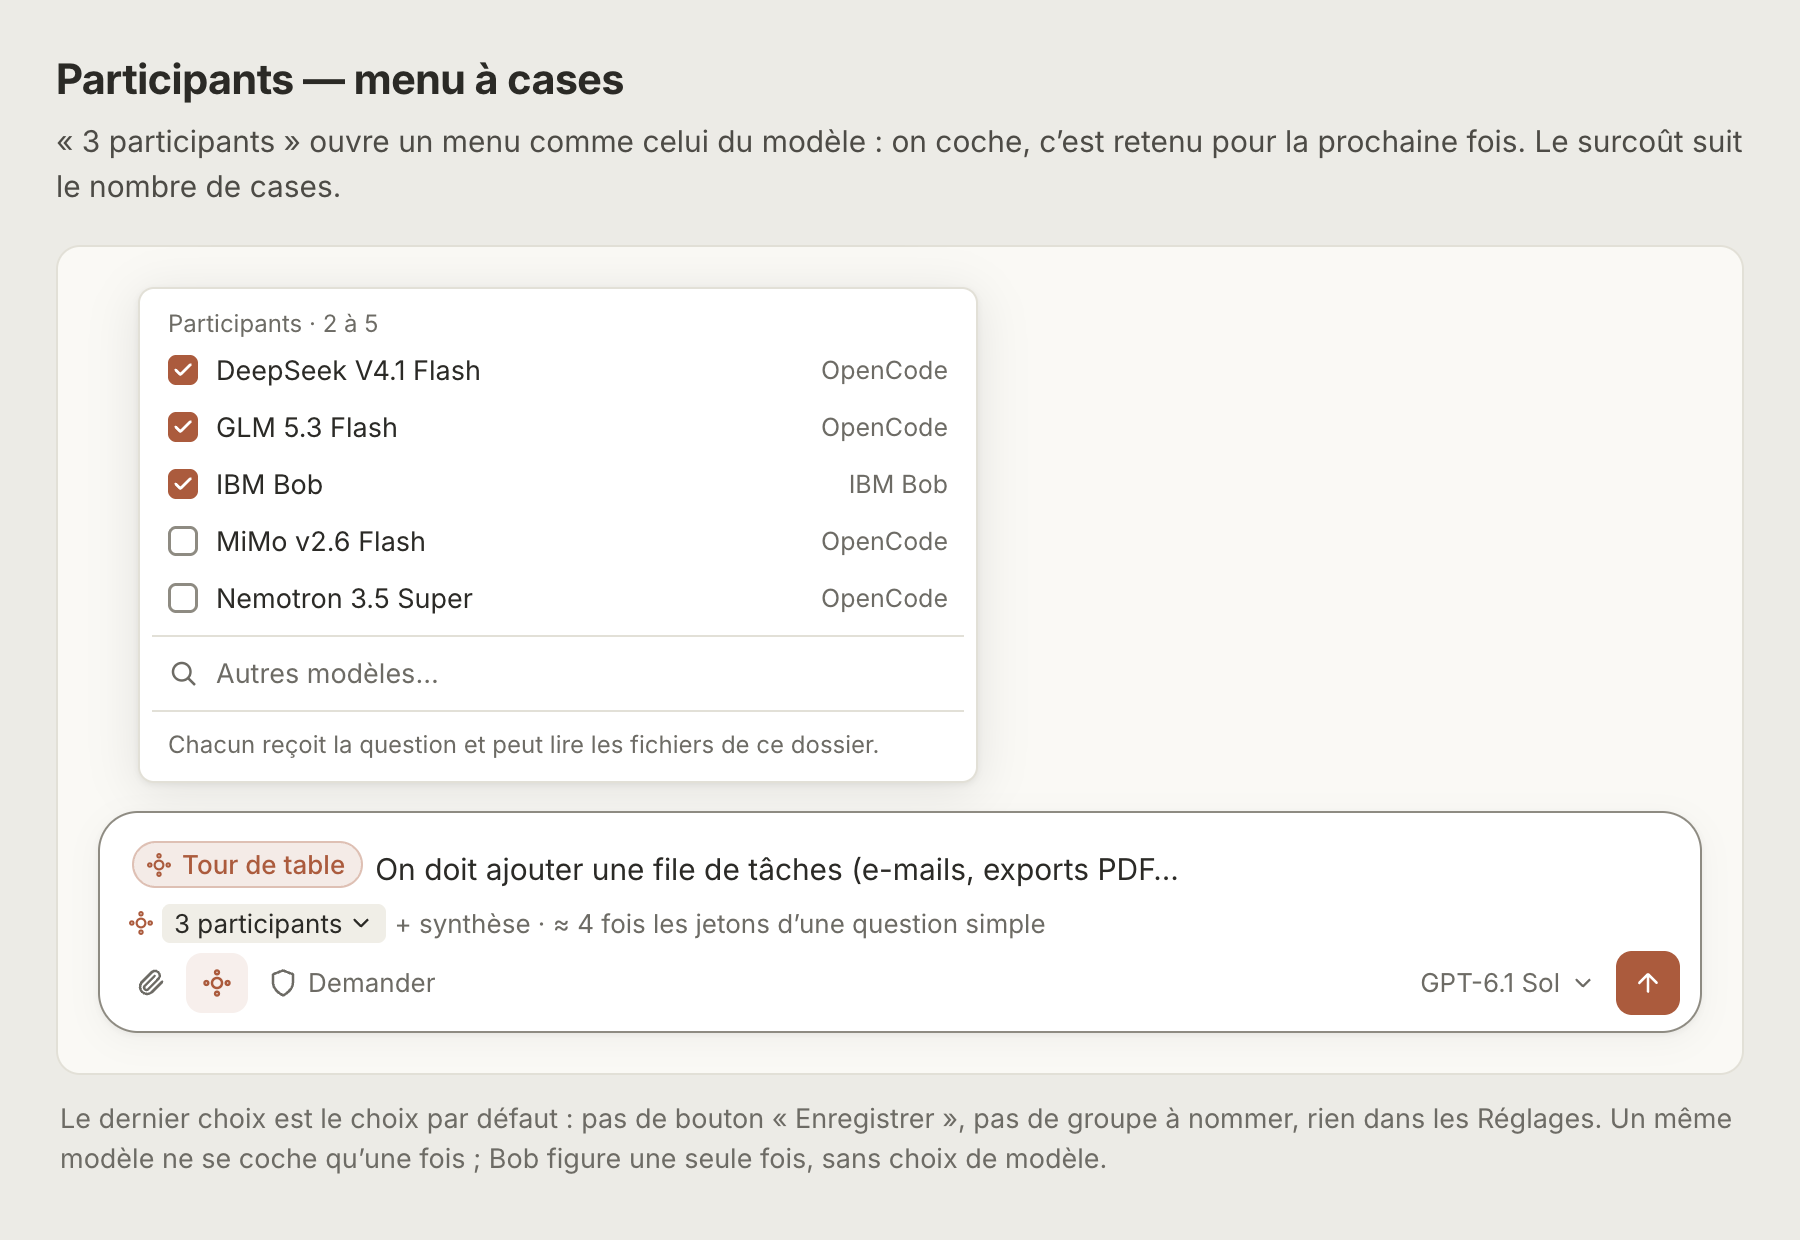 Participants — menu à cases
« 3 participants » ouvre un menu comme celui du modèle : on coche, c’est retenu pour la prochaine fois. Le surcoût suit
le nombre de cases.
Participants · 2 à 5
DeepSeek V4.1 Flash OpenCode
GLM 5.3 Flash OpenCode
IBM Bob IBM Bob
MiMo v2.6 Flash OpenCode
Nemotron 3.5 Super OpenCode
Autres modèles…
Chacun reçoit la question et peut lire les fichiers de ce dossier.
Tour de table On doit ajouter une file de tâches (e-mails, exports PDF…
3 participants + synthèse · ≈ 4 fois les jetons d’une question simple
Demander GPT-6.1 Sol
Le dernier choix est le choix par défaut : pas de bouton « Enregistrer », pas de groupe à nommer, rien dans les Réglages. Un même
modèle ne se coche qu’une fois ; Bob figure une seule fois, sans choix de modèle.